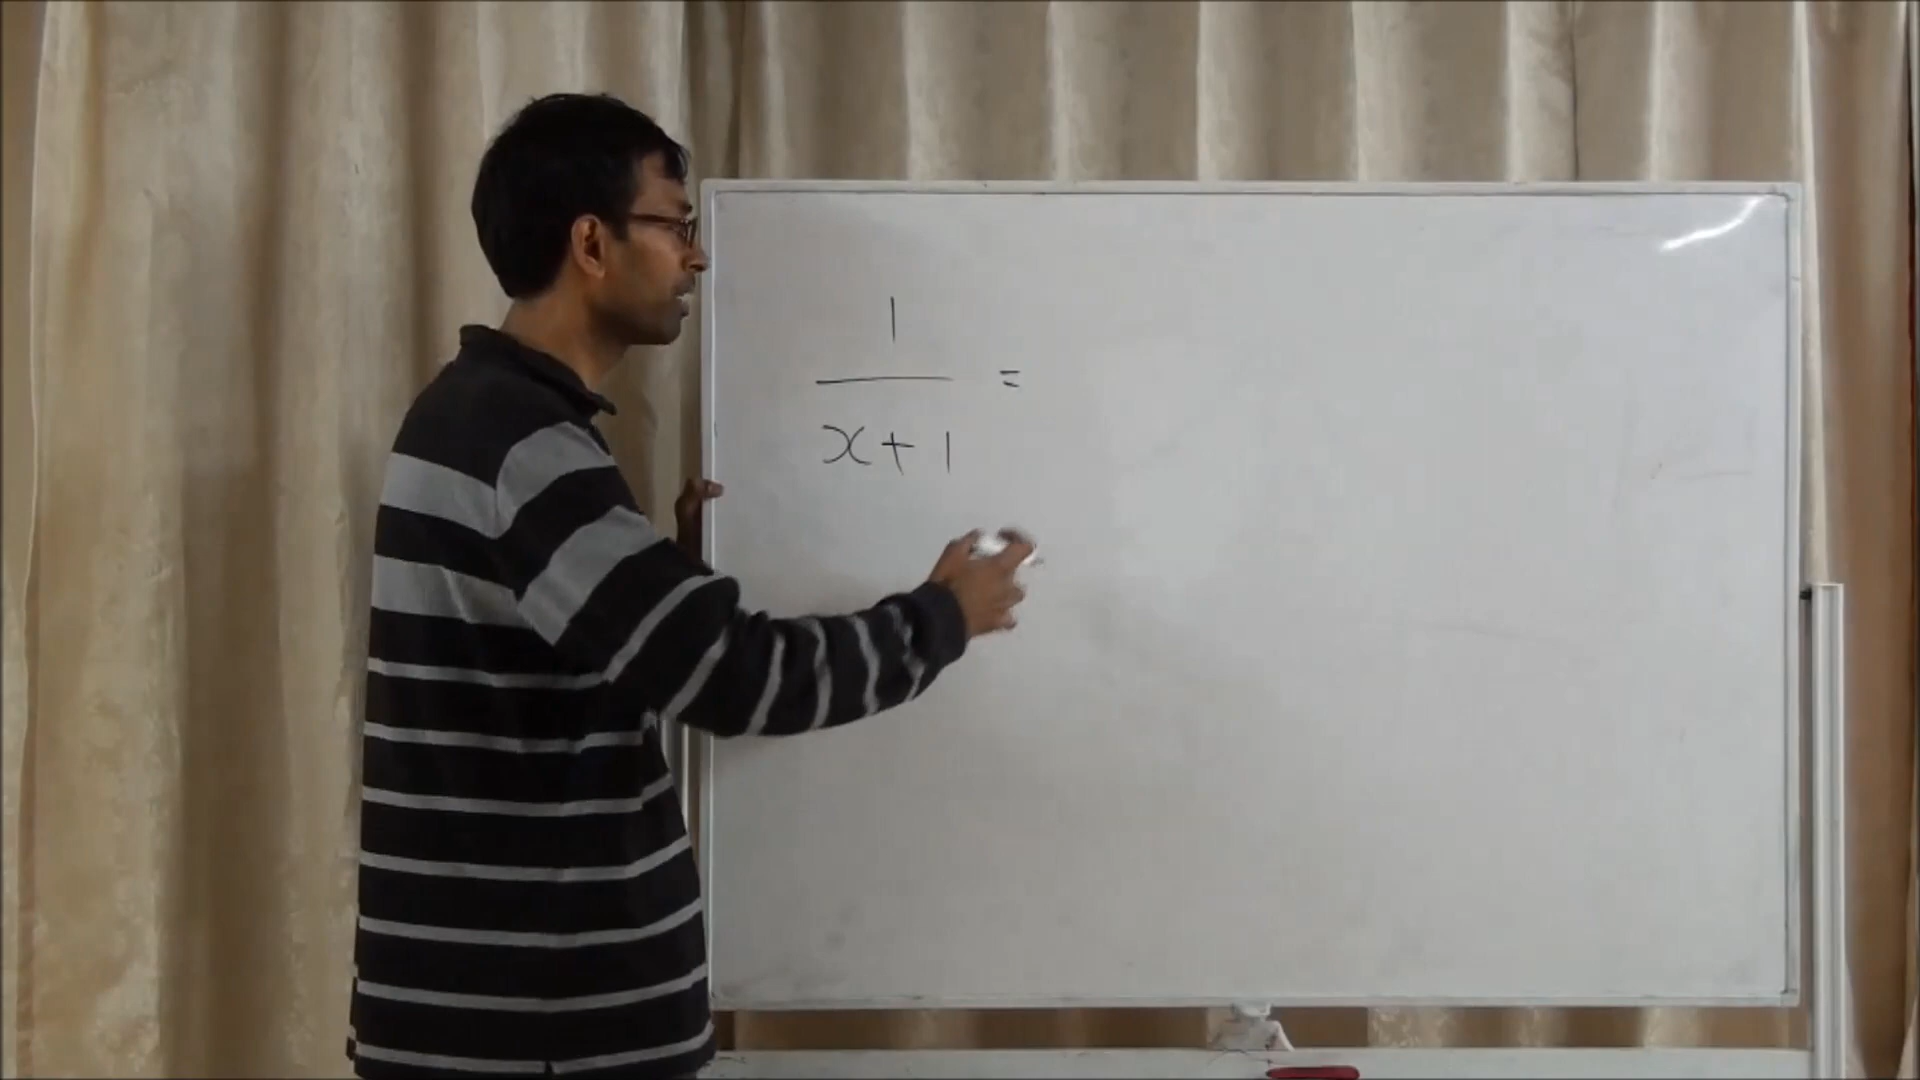 1
— =
x + 1